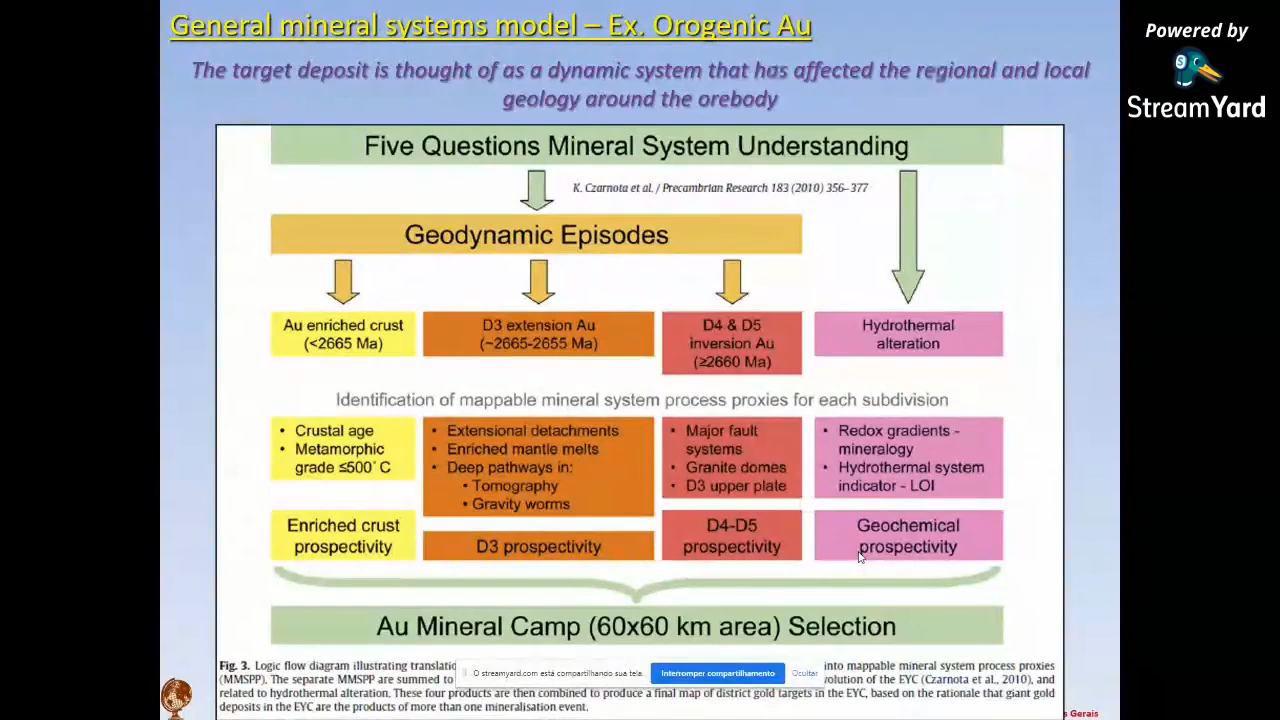 General mineral systems model – Ex. Orogenic Au
Powered by
StreamYard
The target deposit is thought of as a dynamic system that has affected the regional and local
geology around the orebody
Five Questions Mineral System Understanding
K. Czarnota et al. / Precambrian Research 183 (2010) 356–377
Geodynamic Episodes
Au enriched crust
(<2665 Ma)
D3 extension Au
(~2665-2655 Ma)
D4 & D5
inversion Au
(≥2660 Ma)
Hydrothermal
alteration
Identification of mappable mineral system process proxies for each subdivision
• Crustal age
• Metamorphic
grade ≤500˚C
• Extensional detachments
• Enriched mantle melts
• Deep pathways in:
• Tomography
• Gravity worms
• Major fault
systems
• Granite domes
• D3 upper plate
• Redox gradients -
mineralogy
• Hydrothermal system
indicator - LOI
Enriched crust
prospectivity
D3 prospectivity
D4-D5
prospectivity
Geochemical
prospectivity
Au Mineral Camp (60x60 km area) Selection
Fig. 3. Logic flow diagram illustrating translatio
into mappable mineral system process proxies
(MMSPP). The separate MMSPP are summed to
volution of the EYC (Czarnota et al., 2010), and
related to hydrothermal alteration. These four products are then combined to produce a final map of district gold targets in the EYC, based on the rationale that giant gold
deposits in the EYC are the products of more than one mineralisation event.
O streamyard.com está compartilhando sua tela.
Interromper compartilhamento
Ocultar
s Gerais